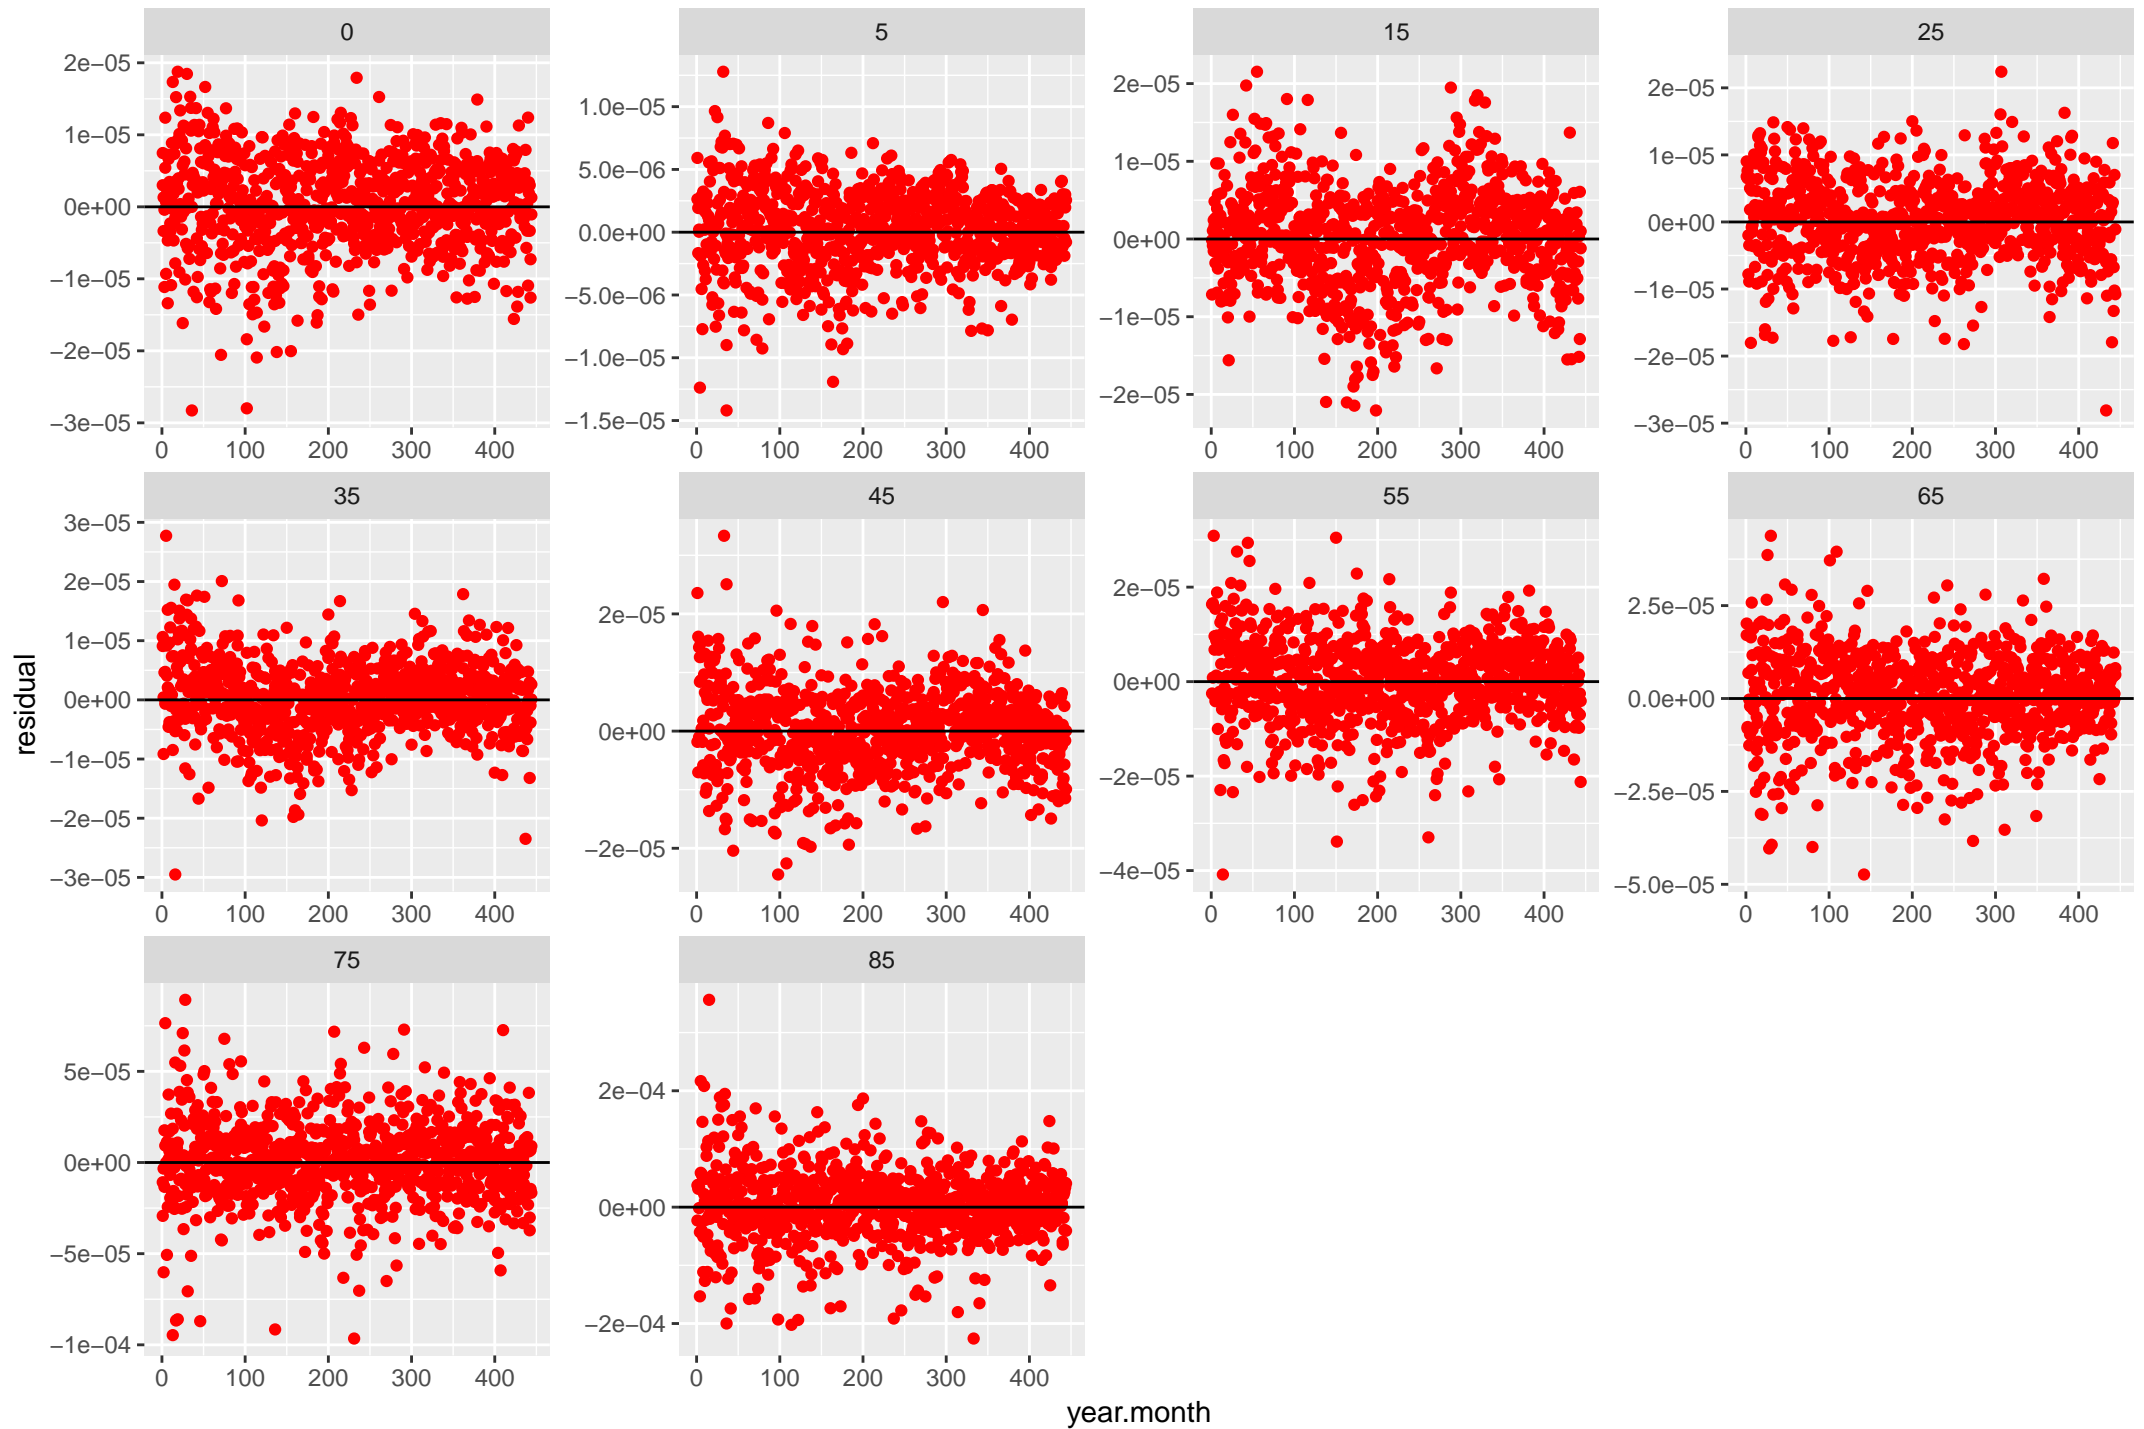 0 5 15 25
2e−05
1e−05
0e+00
−1e−05
−2e−05
−3e−05
1.0e−05
5.0e−06
0.0e+00
−5.0e−06
−1.0e−05
−1.5e−05
2e−05
1e−05
0e+00
−1e−05
−2e−05
2e−05
1e−05
0e+00
−1e−05
−2e−05
−3e−05
0 100 200 300 400 0 100 200 300 400 0 100 200 300 400 0 100 200 300 400
35 45 55 65
3e−05
2e−05
1e−05
0e+00
−1e−05
−2e−05
−3e−05
2e−05
0e+00
−2e−05
2e−05
0e+00
−2e−05
−4e−05
2.5e−05
0.0e+00
−2.5e−05
−5.0e−05
0 100 200 300 400 0 100 200 300 400 0 100 200 300 400 0 100 200 300 400
75 85
5e−05
0e+00
−5e−05
−1e−04
2e−04
0e+00
−2e−04
0 100 200 300 400 0 100 200 300 400
residual
year.month